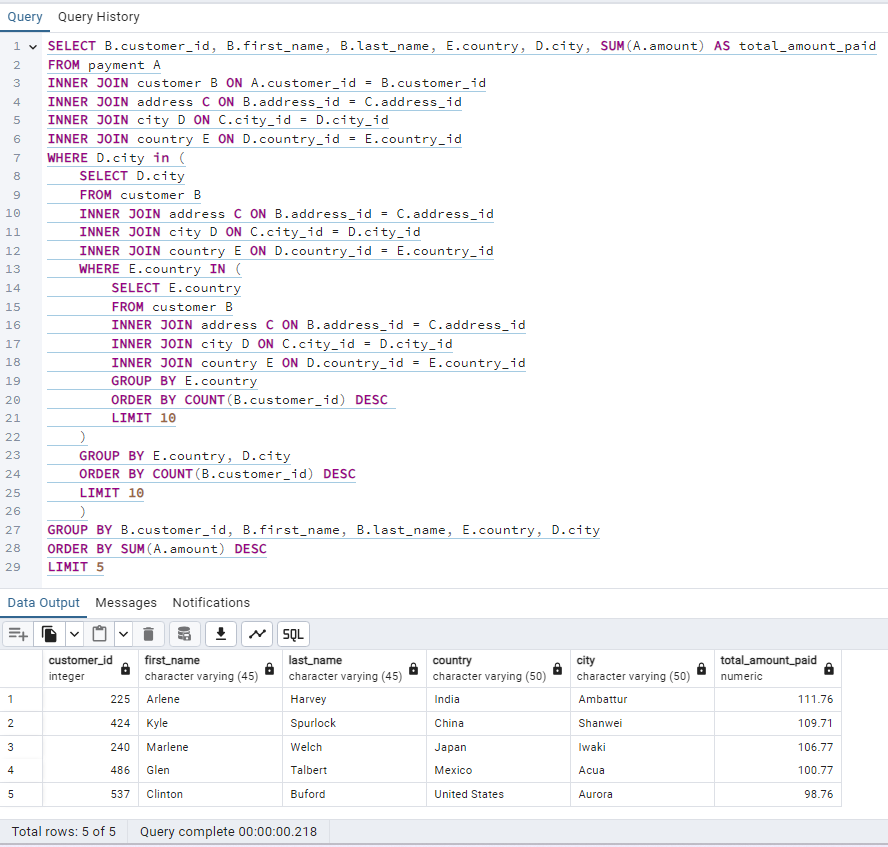 Query Query History
1 SELECT B.customer_id, B.first_name, B.last_name, E.country, D.city, SUM(A.amount) AS total_amount_paid
2 FROM payment A
3 INNER JOIN customer B ON A.customer_id = B.customer_id
4 INNER JOIN address C ON B.address_id = C.address_id
5 INNER JOIN city D ON C.city_id = D.city_id
6 INNER JOIN country E ON D.country_id = E.country_id
7 WHERE D.city in (
8 SELECT D.city
9 FROM customer B
10 INNER JOIN address C ON B.address_id = C.address_id
11 INNER JOIN city D ON C.city_id = D.city_id
12 INNER JOIN country E ON D.country_id = E.country_id
13 WHERE E.country IN (
14 SELECT E.country
15 FROM customer B
16 INNER JOIN address C ON B.address_id = C.address_id
17 INNER JOIN city D ON C.city_id = D.city_id
18 INNER JOIN country E ON D.country_id = E.country_id
19 GROUP BY E.country
20 ORDER BY COUNT(B.customer_id) DESC
21 LIMIT 10
22 )
23 GROUP BY E.country, D.city
24 ORDER BY COUNT(B.customer_id) DESC
25 LIMIT 10
26 )
27 GROUP BY B.customer_id, B.first_name, B.last_name, E.country, D.city
28 ORDER BY SUM(A.amount) DESC
29 LIMIT 5
Data Output Messages Notifications
SQL
customer_id first_name last_name country city total_amount_paid
integer character varying (45) character varying (45) character varying (50) character varying (50) numeric
1 225 Arlene Harvey India Ambattur 111.76
2 424 Kyle Spurlock China Shanwei 109.71
3 240 Marlene Welch Japan Iwaki 106.77
4 486 Glen Talbert Mexico Acua 100.77
5 537 Clinton Buford United States Aurora 98.76
Total rows: 5 of 5 Query complete 00:00:00.218